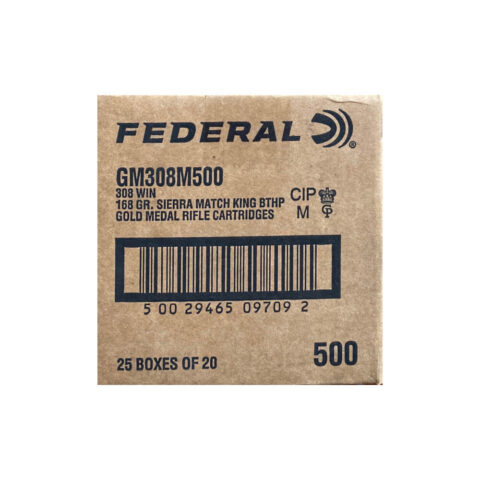 FEDERAL
GM308M500
308 WIN
168 GR. SIERRA MATCH KING BTHP
GOLD MEDAL RIFLE CARTRIDGES
CIP
M GP
5 00 29465 09709 2
25 BOXES OF 20
500